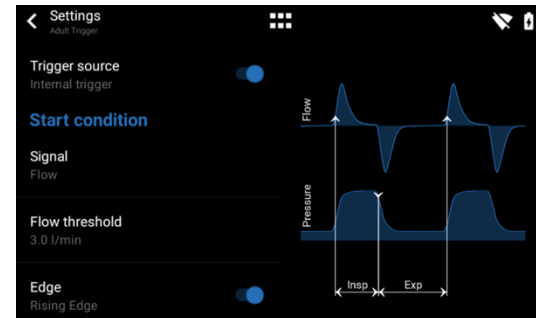 Settings
Adult Trigger
Trigger source
Internal trigger
Start condition
Signal
Flow
Flow threshold
3.0 l/min
Edge
Rising Edge
Flow
Pressure
Insp
Exp